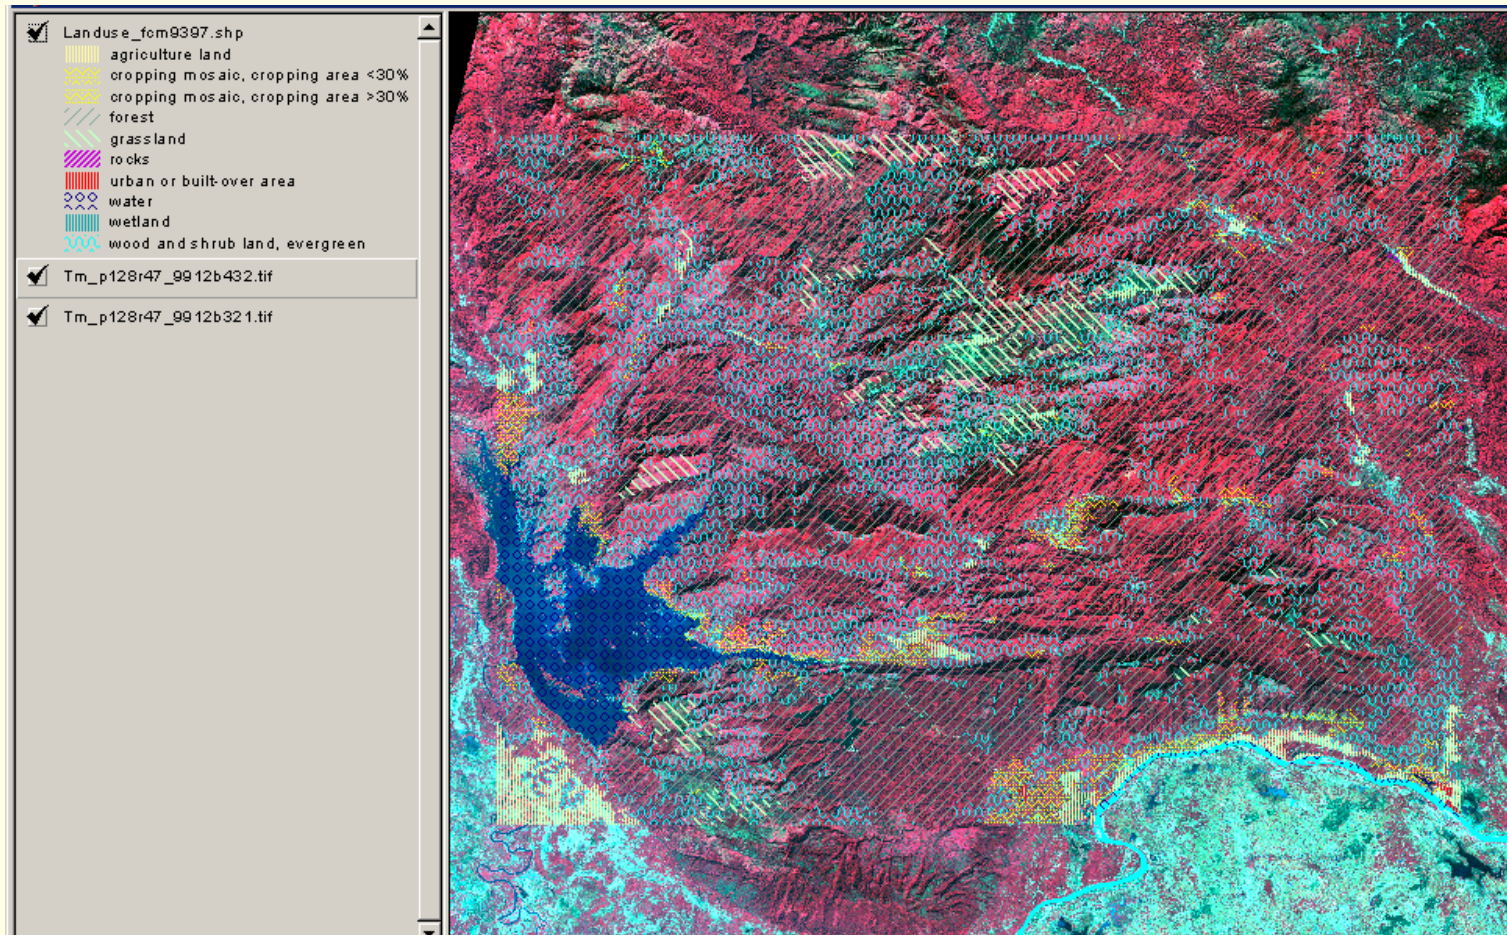 Landuse_fcm9397.shp
agriculture land
cropping mosaic, cropping area <30%
cropping mosaic, cropping area >30%
forest
grassland
rocks
urban or built-over area
water
wetland
wood and shrub land, evergreen
Tm_p128r47_9912b432.tif
Tm_p128r47_9912b321.tif